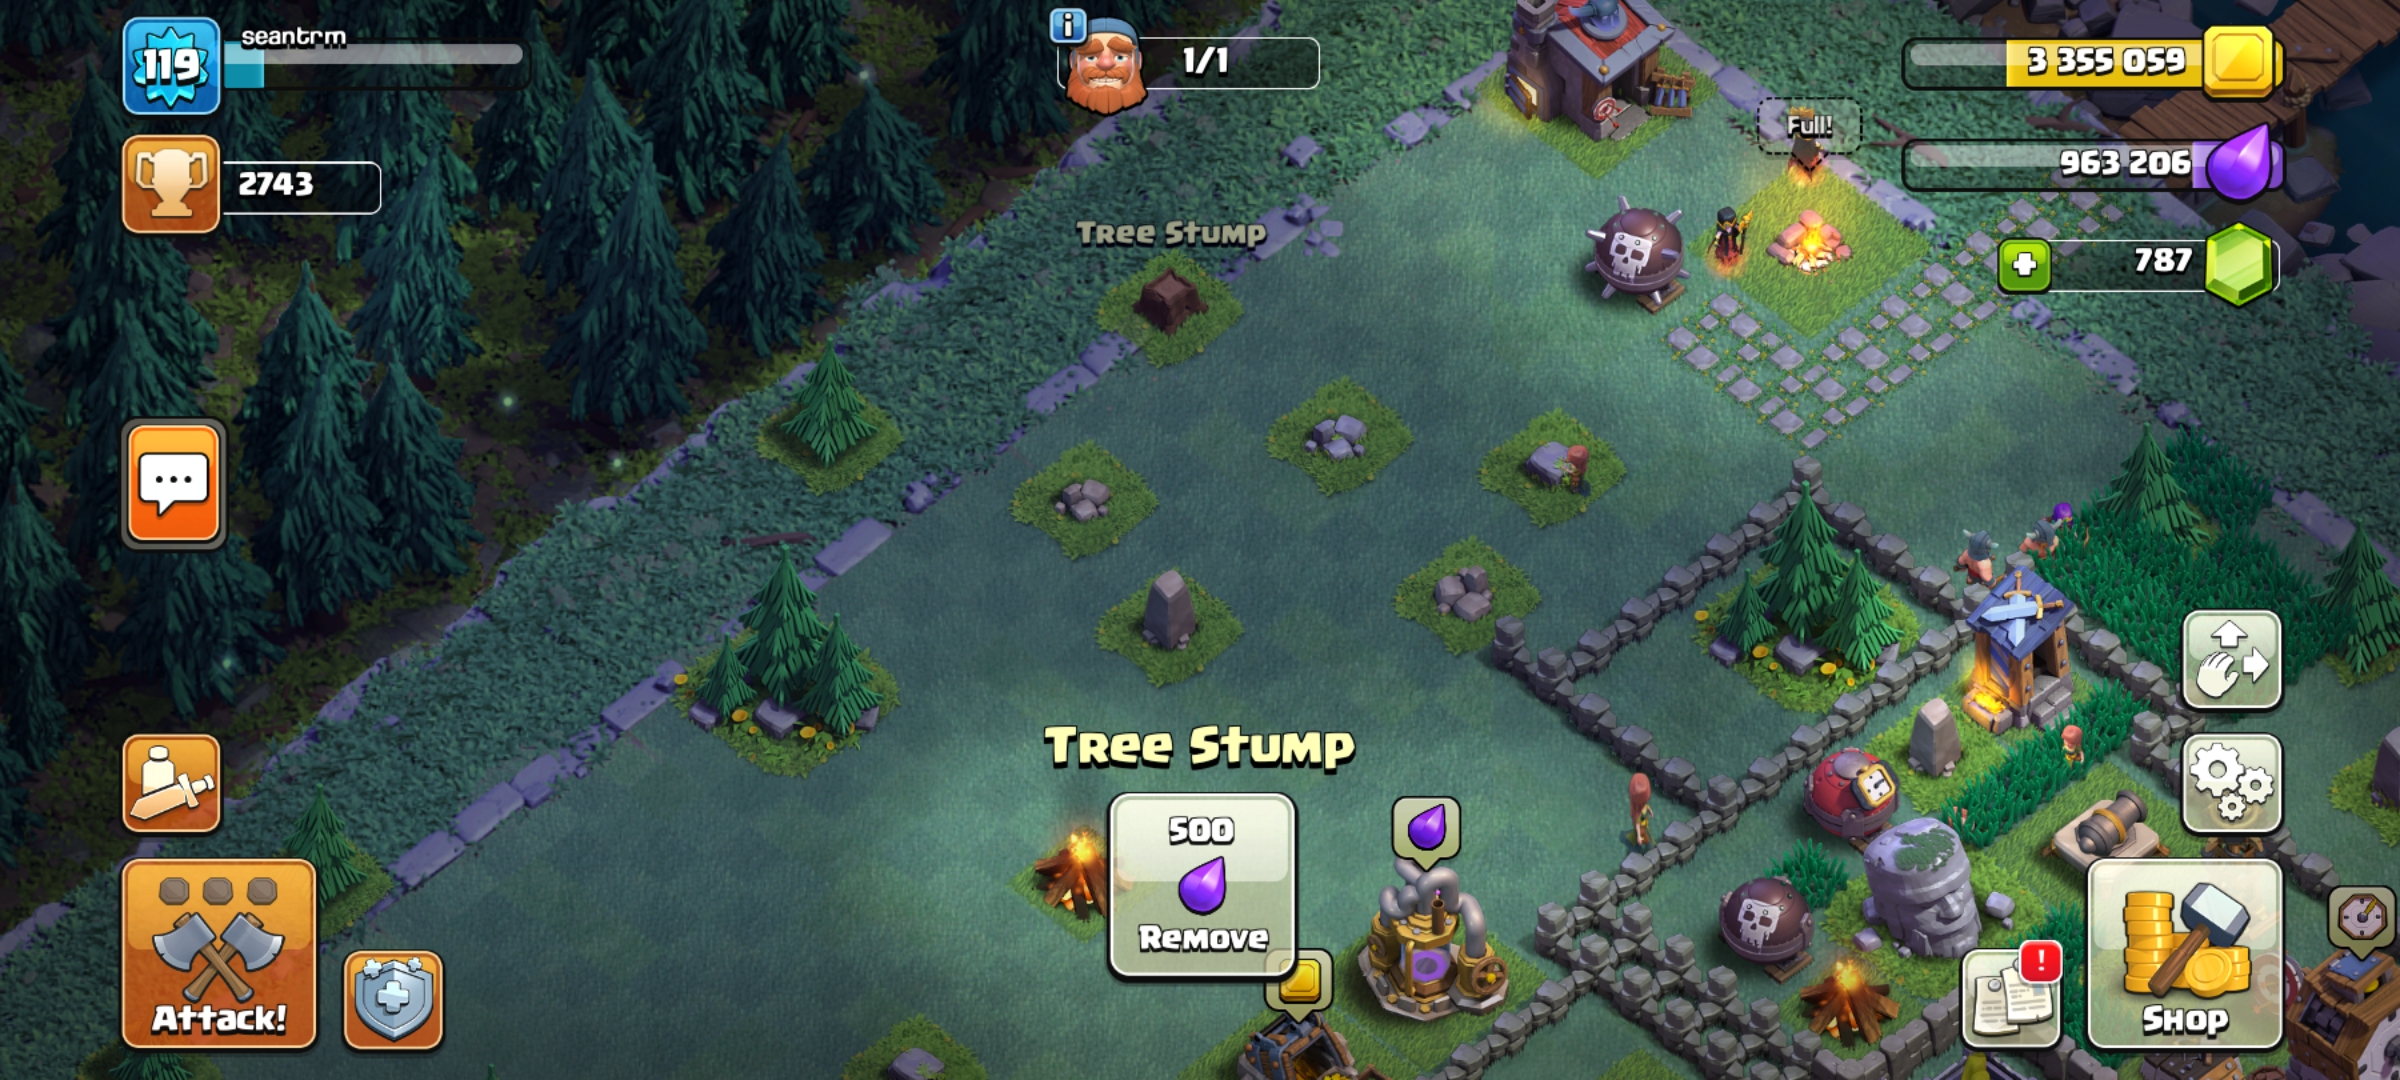 119
seantrm
1/1
3 355 059
Full!
963 206
2743
787
Tree Stump
Tree Stump
500
Remove
Attack!
!
Shop